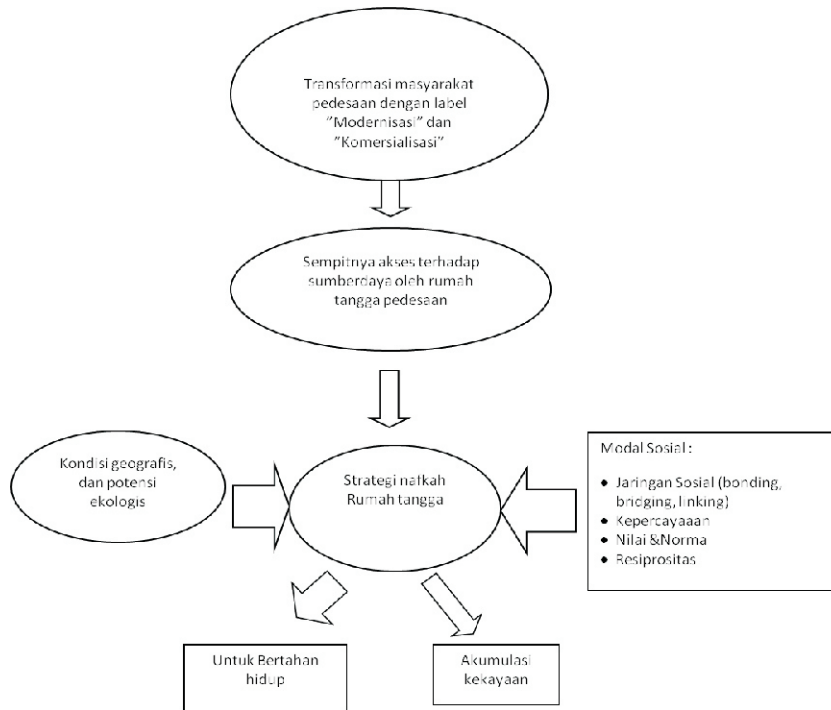 Transformasi masyarakat
pedesaan dengan label
"Modernisasi" dan
"Komersialisasi"
Sempitnya akses terhadap
sumberdaya oleh rumah
tangga pedesaan
Kondisi geografis,
dan potensi
ekologis
Strategi nafkah
Rumah tangga
Modal Sosial :
• Jaringan Sosial (bonding,
bridging, linking)
• Kepercayaaan
• Nilai &Norma
• Resiprositas
Untuk Bertahan
hidup
Akumulasi
kekayaan